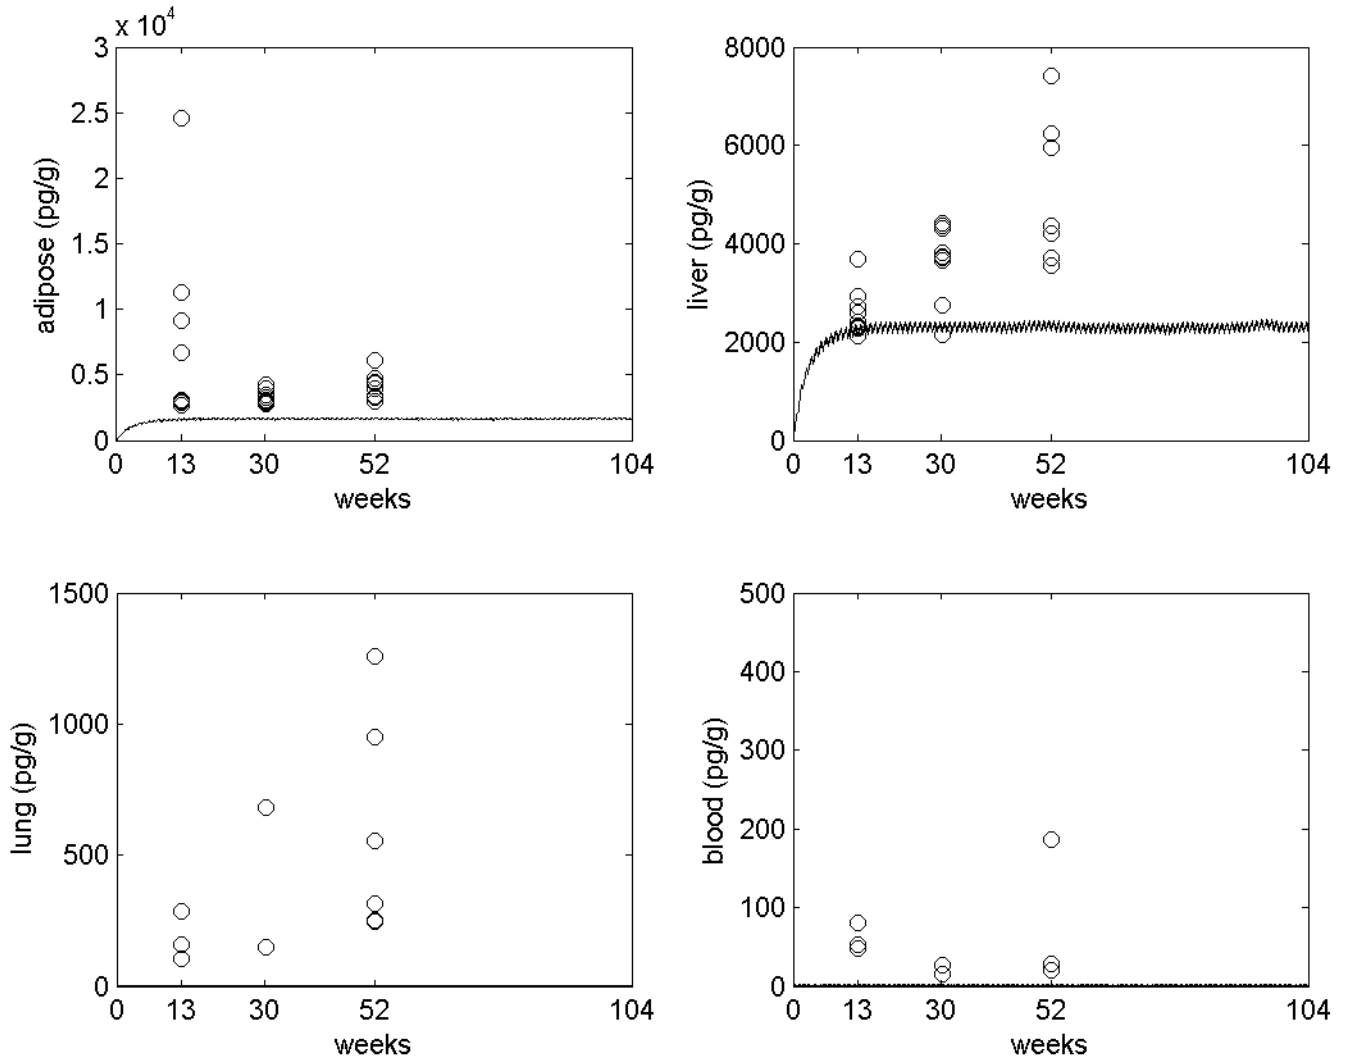 x 10^4
3
2.5
2
1.5
1
0.5
0
adipose (pg/g)
0 13 30 52 104
weeks
8000
6000
4000
2000
0
liver (pg/g)
0 13 30 52 104
weeks
1500
1000
500
0
lung (pg/g)
0 13 30 52 104
weeks
500
400
300
200
100
0
blood (pg/g)
0 13 30 52 104
weeks